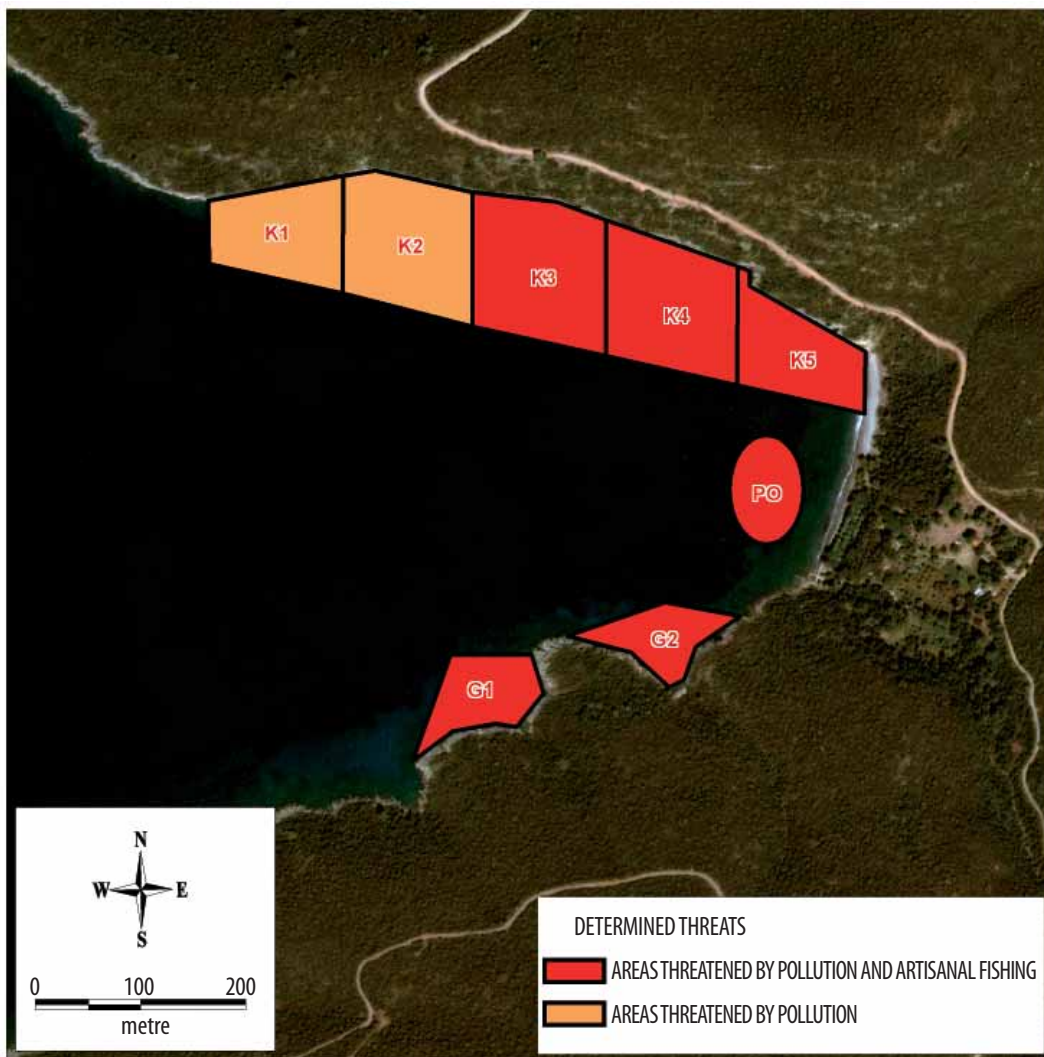 K1
K2
K3
K4
K5
PO
G2
G1
N
W E
S
0 100 200
metre
DETERMINED THREATS
AREAS THREATENED BY POLLUTION AND ARTISANAL FISHING
AREAS THREATENED BY POLLUTION